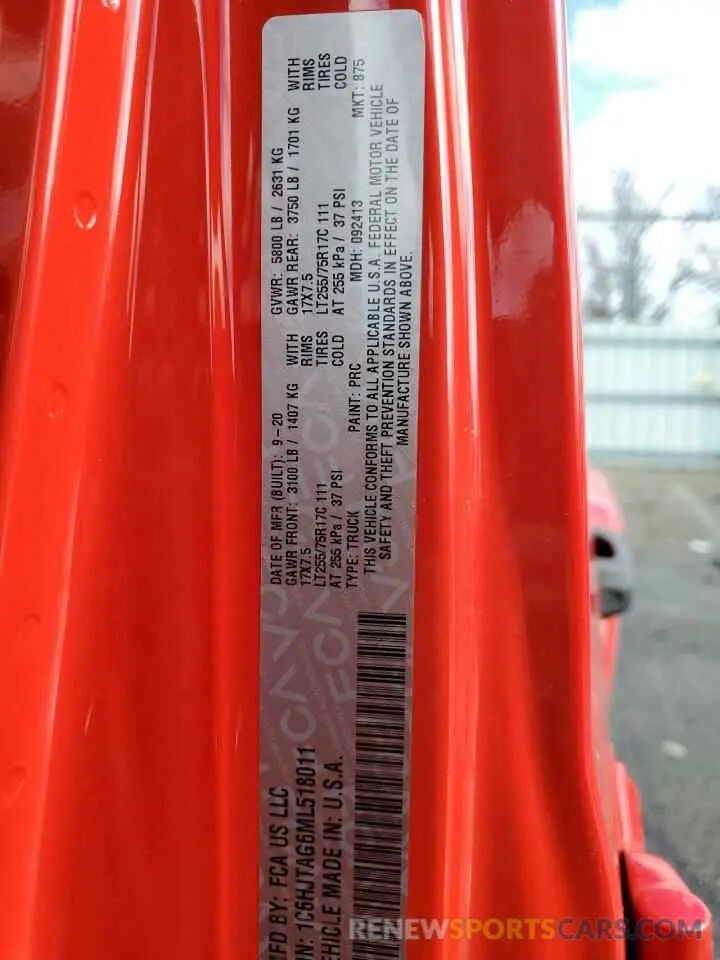 MFD BY: FCA US LLC
DATE OF MFR (BUILT): 9-20 GVWR: 5800 LB / 2631 KG
GAWR FRONT: 3100 LB / 1407 KG WITH GAWR REAR: 3750 LB / 1701 KG WITH
17X7.5 RIMS 17X7.5 RIMS
LT255/75R17C 111 TIRES LT255/75R17C 111 TIRES
AT 255 kPa / 37 PSI COLD AT 255 kPa / 37 PSI COLD
VIN: 1C6HJTAG6ML518011
TYPE: TRUCK PAINT: PRC MDH: 092413 MKT: 875
VEHICLE MADE IN: U.S.A.
THIS VEHICLE CONFORMS TO ALL APPLICABLE U.S.A. FEDERAL MOTOR VEHICLE
SAFETY AND THEFT PREVENTION STANDARDS IN EFFECT ON THE DATE OF
MANUFACTURE SHOWN ABOVE.
RENEWSELLCARS.COM